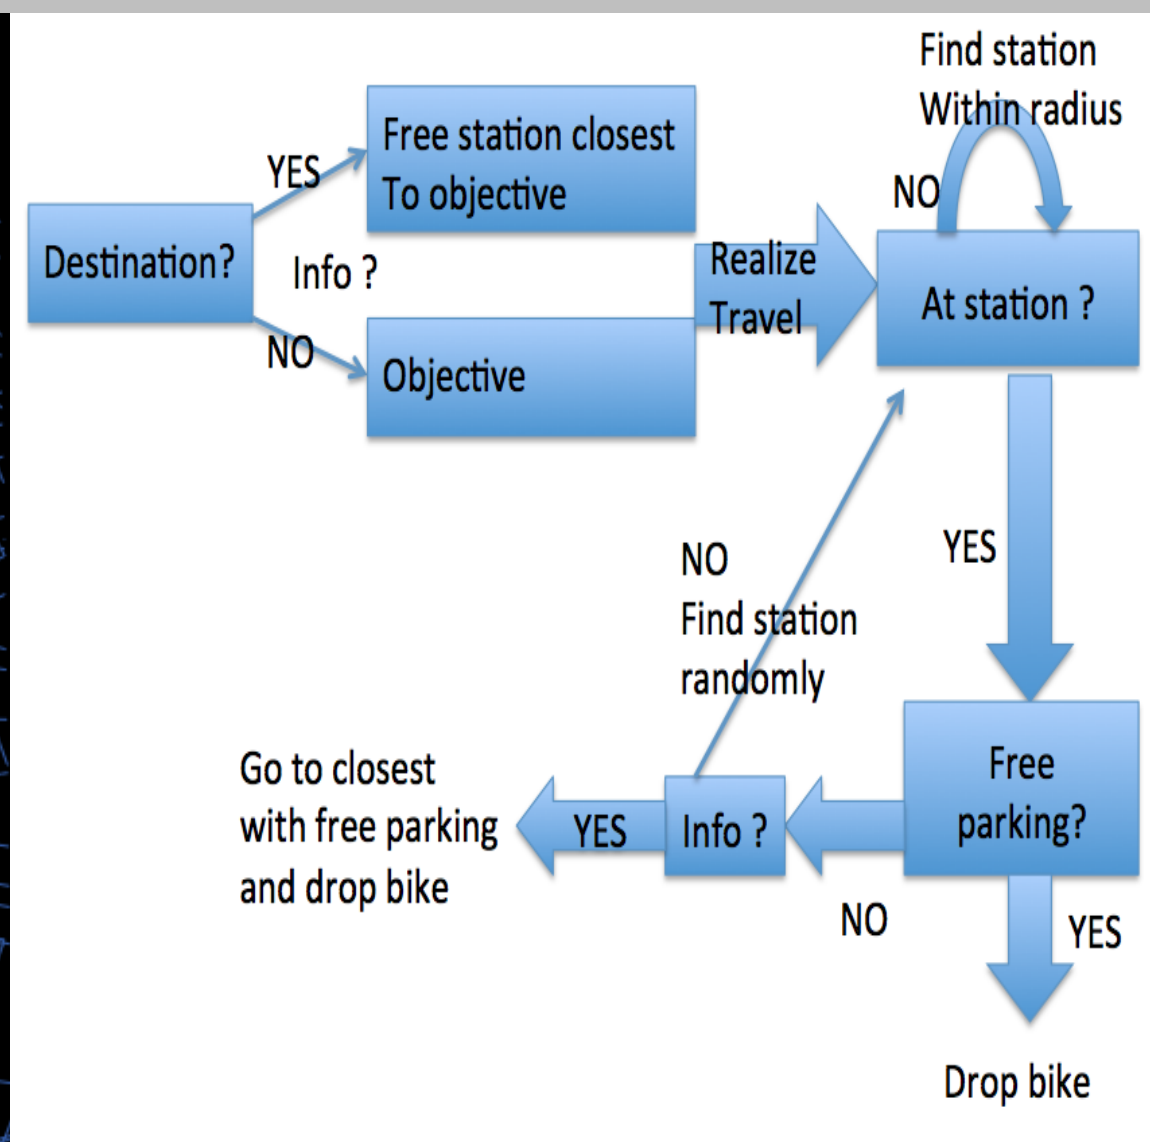 Find station
Within radius
NO
YES
Free station closest
To objective
Destination?
Info ?
Realize
Travel
At station ?
NO
Objective
YES
NO
Find station
randomly
Free
parking?
Go to closest
with free parking
and drop bike
YES
Info ?
NO
YES
Drop bike